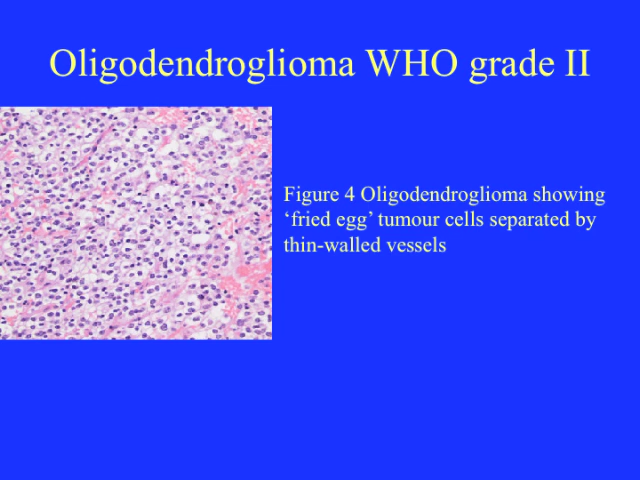 Oligodendroglioma WHO grade II
Figure 4 Oligodendroglioma showing
‘fried egg’ tumour cells separated by
thin-walled vessels